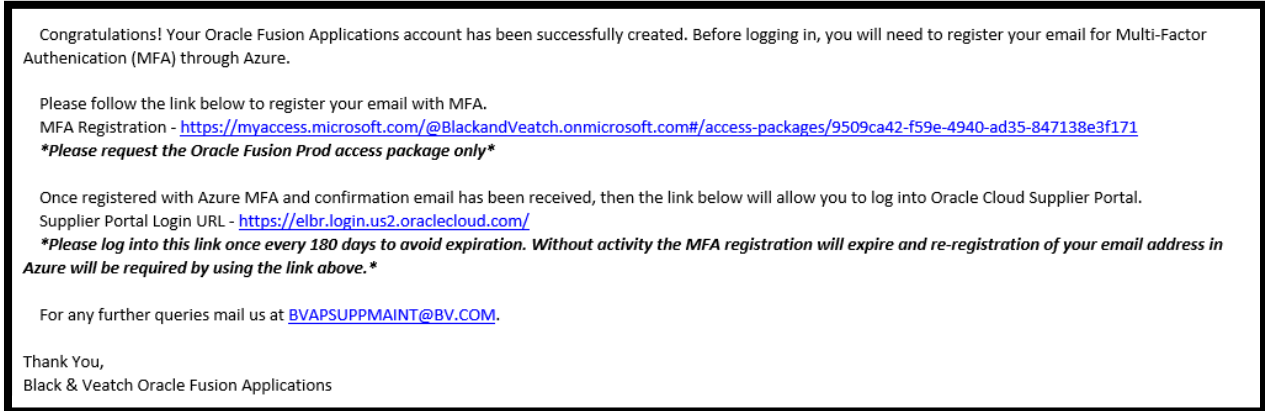 Congratulations! Your Oracle Fusion Applications account has been successfully created. Before logging in, you will need to register your email for Multi-Factor
Authenication (MFA) through Azure.
Please follow the link below to register your email with MFA.
MFA Registration - https://myaccess.microsoft.com/@BlackandVeatch.onmicrosoft.com#/access-packages/9509ca42-f59e-4940-ad35-847138e3f171
*Please request the Oracle Fusion Prod access package only*
Once registered with Azure MFA and confirmation email has been received, then the link below will allow you to log into Oracle Cloud Supplier Portal.
Supplier Portal Login URL - https://elbr.login.us2.oraclecloud.com/
*Please log into this link once every 180 days to avoid expiration. Without activity the MFA registration will expire and re-registration of your email address in
Azure will be required by using the link above.*
For any further queries mail us at BVAPSUPPMAINT@BV.COM.
Thank You,
Black & Veatch Oracle Fusion Applications